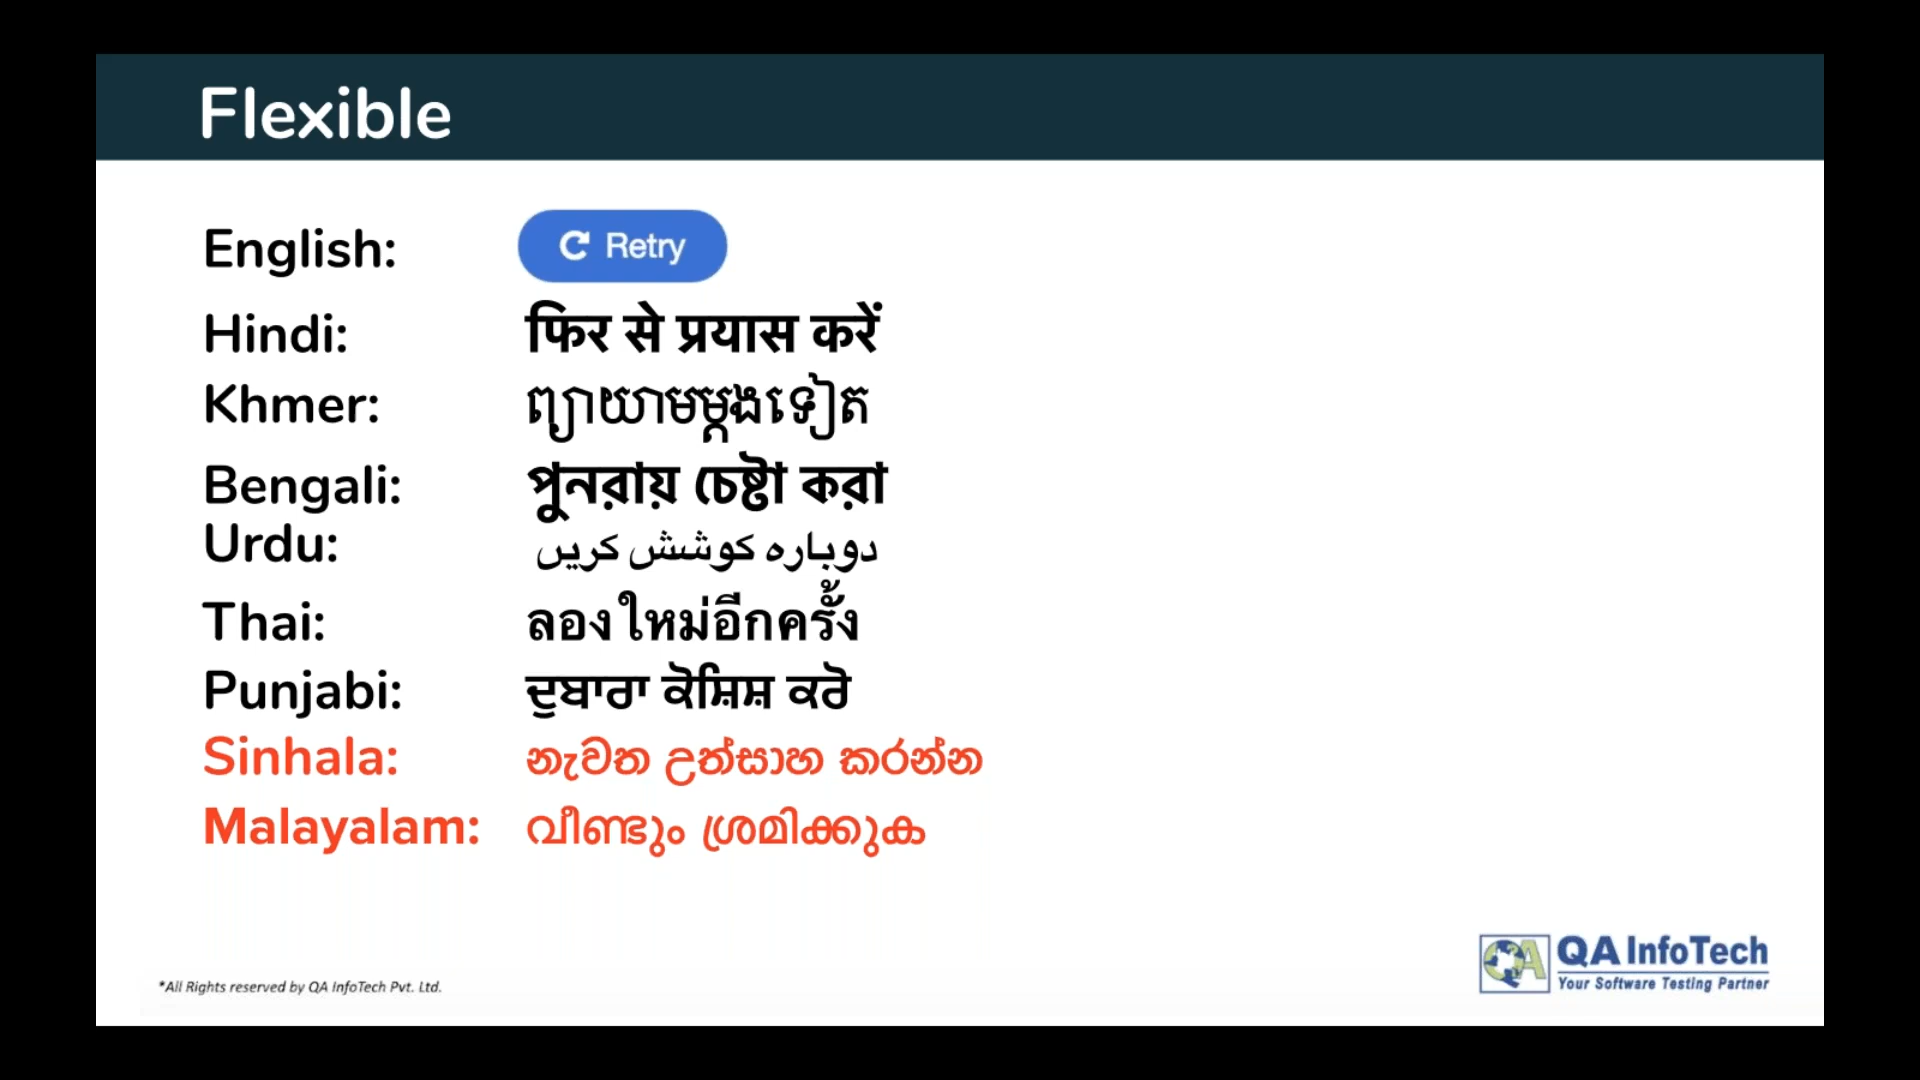 Flexible
English: Retry
Hindi: फिर से प्रयास करें
Khmer: ព្យាយាមម្តងទៀត
Bengali: পুনরায় চেষ্টা করা
Urdu: دوبارہ کوشش کریں
Thai: ลองใหม่อีกครั้ง
Punjabi: ਦੁਬਾਰਾ ਕੋਸ਼ਿਸ਼ ਕਰੋ
Sinhala: නැවත උත්සාහ කරන්න
Malayalam: വീണ്ടും ശ്രമിക്കുക
*All Rights reserved by QA InfoTech Pvt. Ltd.
QA QA InfoTech
Your Software Testing Partner